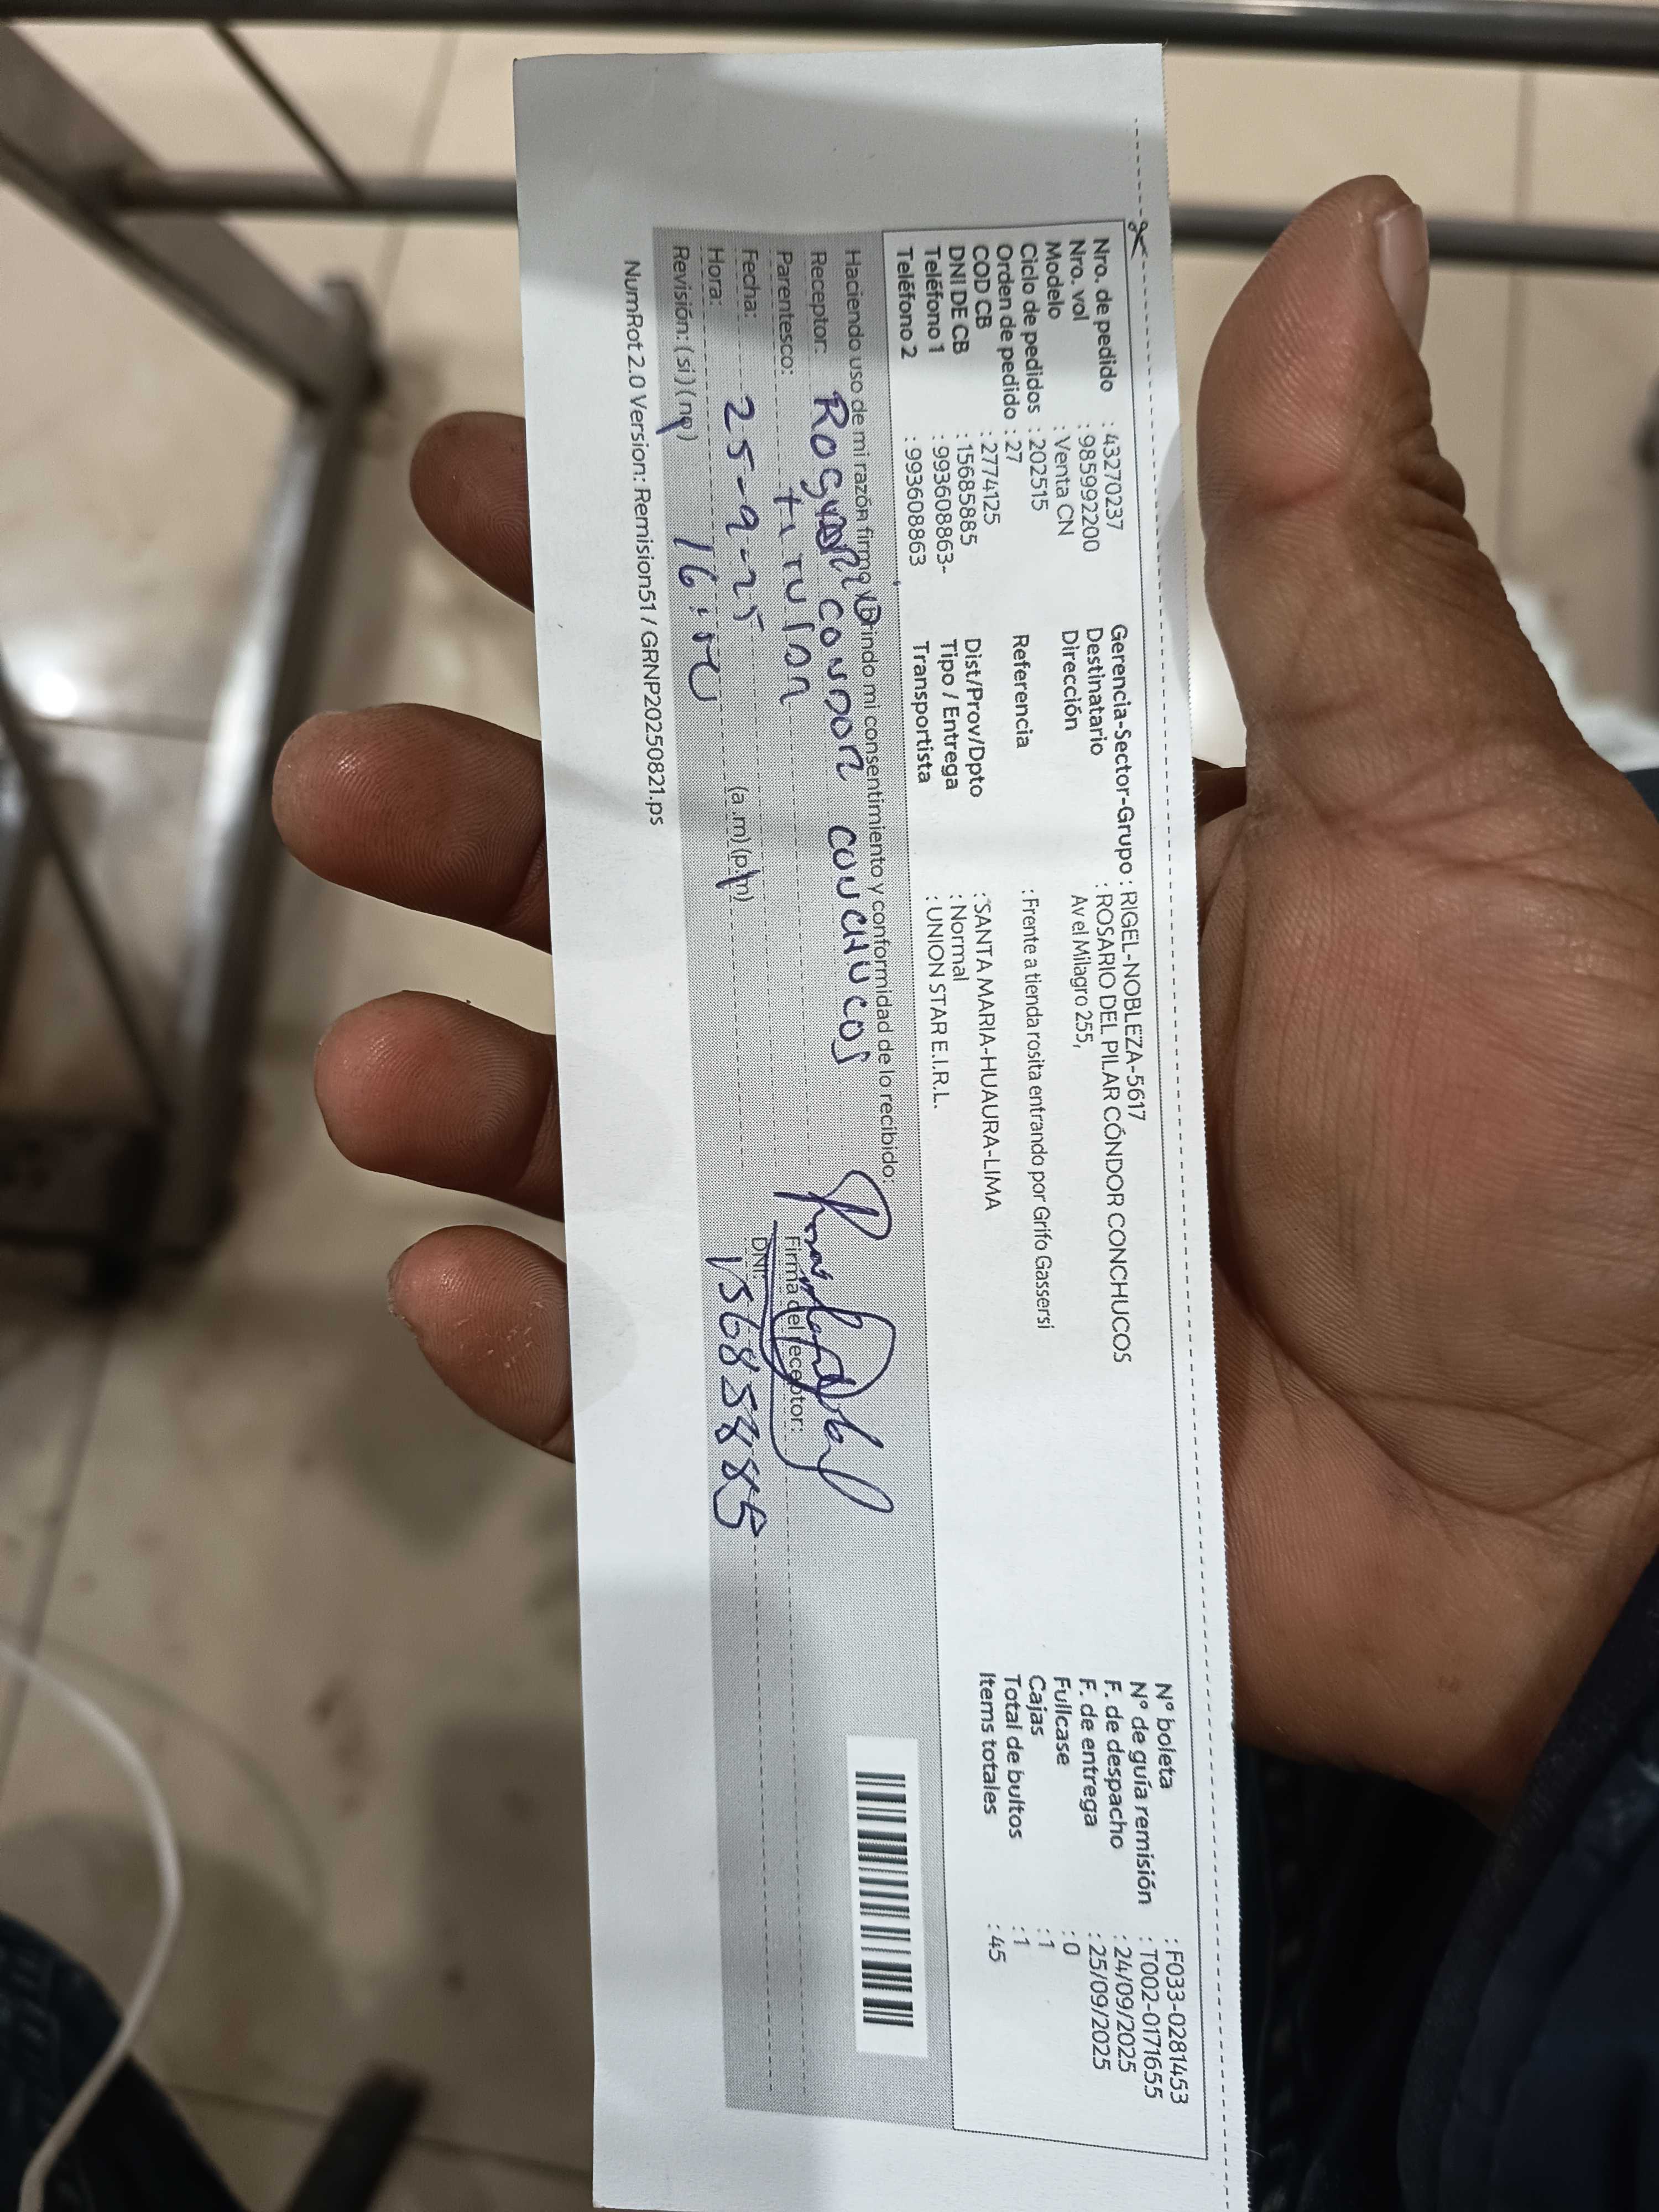 Nro. de pedido : 43270237
Nro. vol : 985992200
Modelo : Venta CN
Ciclo de pedidos : 202515
Orden de pedido : 27
COD CB : 2774125
DNI DE CB : 15685885
Teléfono 1 : 993608863-
Teléfono 2 : 993608863
Gerencia-Sector-Grupo : RIGEL-NOBLEZA-5617
Destinatario : ROSARIO DEL PILAR CÓNDOR CONCHUCOS
Dirección Av el Milagro 255,
Referencia : Frente a tienda rosita entrando por Grifo Gassersi
Dist/Prov/Dpto : SANTA MARIA-HUAURA-LIMA
Tipo / Entrega : Normal
Transportista : UNION STAR E.I.R.L.
N° boleta : F033-0281453
N° de guía remisión : T002-0171655
F. de despacho : 24/09/2025
F. de entrega : 25/09/2025
Fullcase : 0
Cajas : 1
Total de bultos : 1
Items totales : 45
Haciendo uso de mi razón firmo y brindo mi consentimiento y conformidad de lo recibido:
Receptor: CONDOR CONCHUCOS
Parentesco:
Fecha: 25-9-25
Hora: (a.m) (p.m)
Revisión: (si) (no)
Firma del receptor:
DNI: 15685885
NumRot 2.0 Version: Remision51 / GRNP20250821.ps